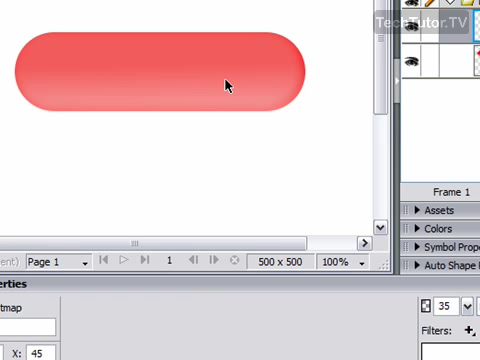 TechTutor.TV
Frame 1
Assets
Colors
Symbol Prope
Auto Shape
ent)
Page 1
1
500 x 500
100%
erties
tmap
35
Filters:
X: 45